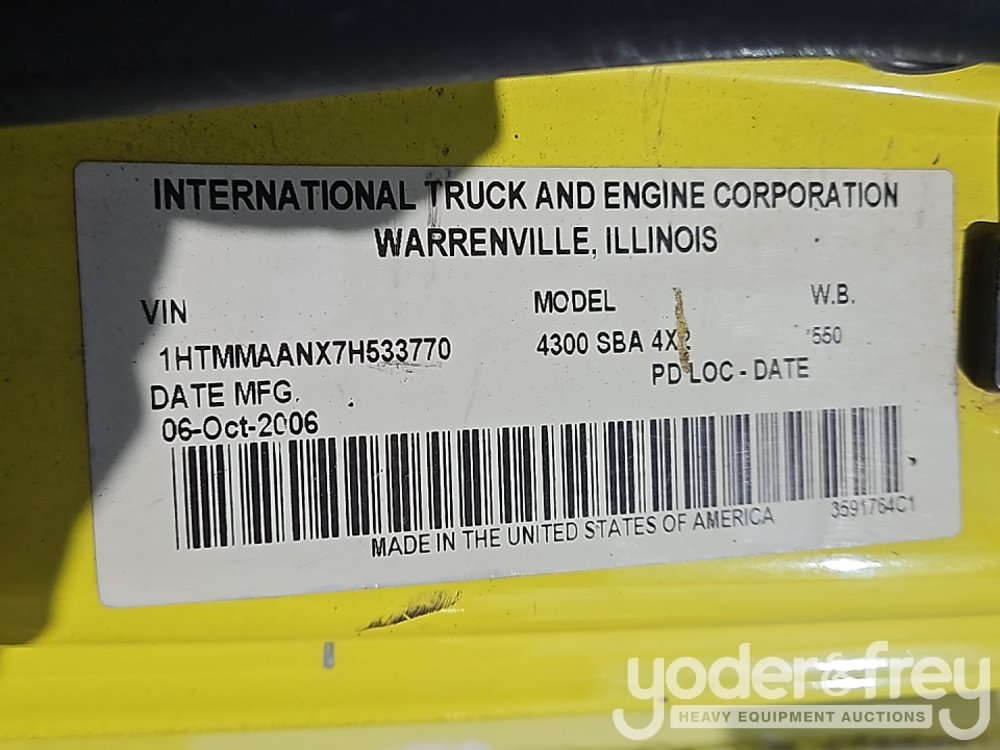 INTERNATIONAL TRUCK AND ENGINE CORPORATION
WARRENVILLE, ILLINOIS
VIN MODEL W.B.
1HTMMAANX7H533770 4300 SBA 4X2 550
DATE MFG. PD LOC - DATE
06-Oct-2006
MADE IN THE UNITED STATES OF AMERICA 3591764C1
yoder & frey
HEAVY EQUIPMENT AUCTIONS